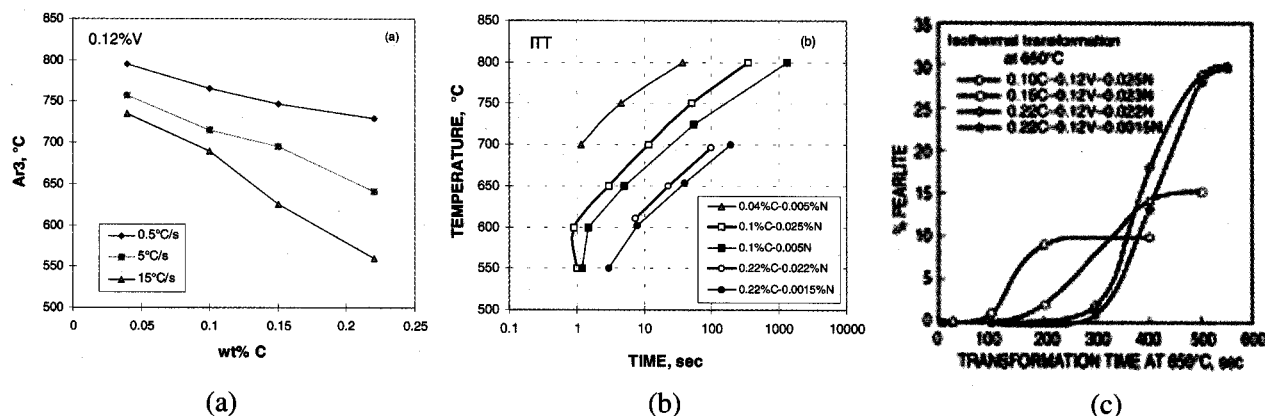 0.12%V
(a)
Ar3, °C
850
800
750
700
650
600
550
500
0.5°C/s
5°C/s
15°C/s
0
0.05
0.1
0.15
0.2
0.25
wt% C
(a)
ITT
(b)
TEMPERATURE, °C
850
800
750
700
650
600
550
500
0.04%C-0.005%N
0.1%C-0.025%N
0.1%C-0.005N
0.22%C-0.022%N
0.22%C-0.0015%N
0.1
1
10
100
1000
10000
TIME, sec
(b)
% PEARLITE
35
30
25
20
15
10
5
0
Isothermal transformation
at 650°C
0.10C-0.12V-0.025N
0.15C-0.12V-0.023N
0.22C-0.12V-0.022N
0.22C-0.12V-0.0015N
0
100
200
300
400
500
600
TRANSFORMATION TIME AT 650°C, sec
(c)